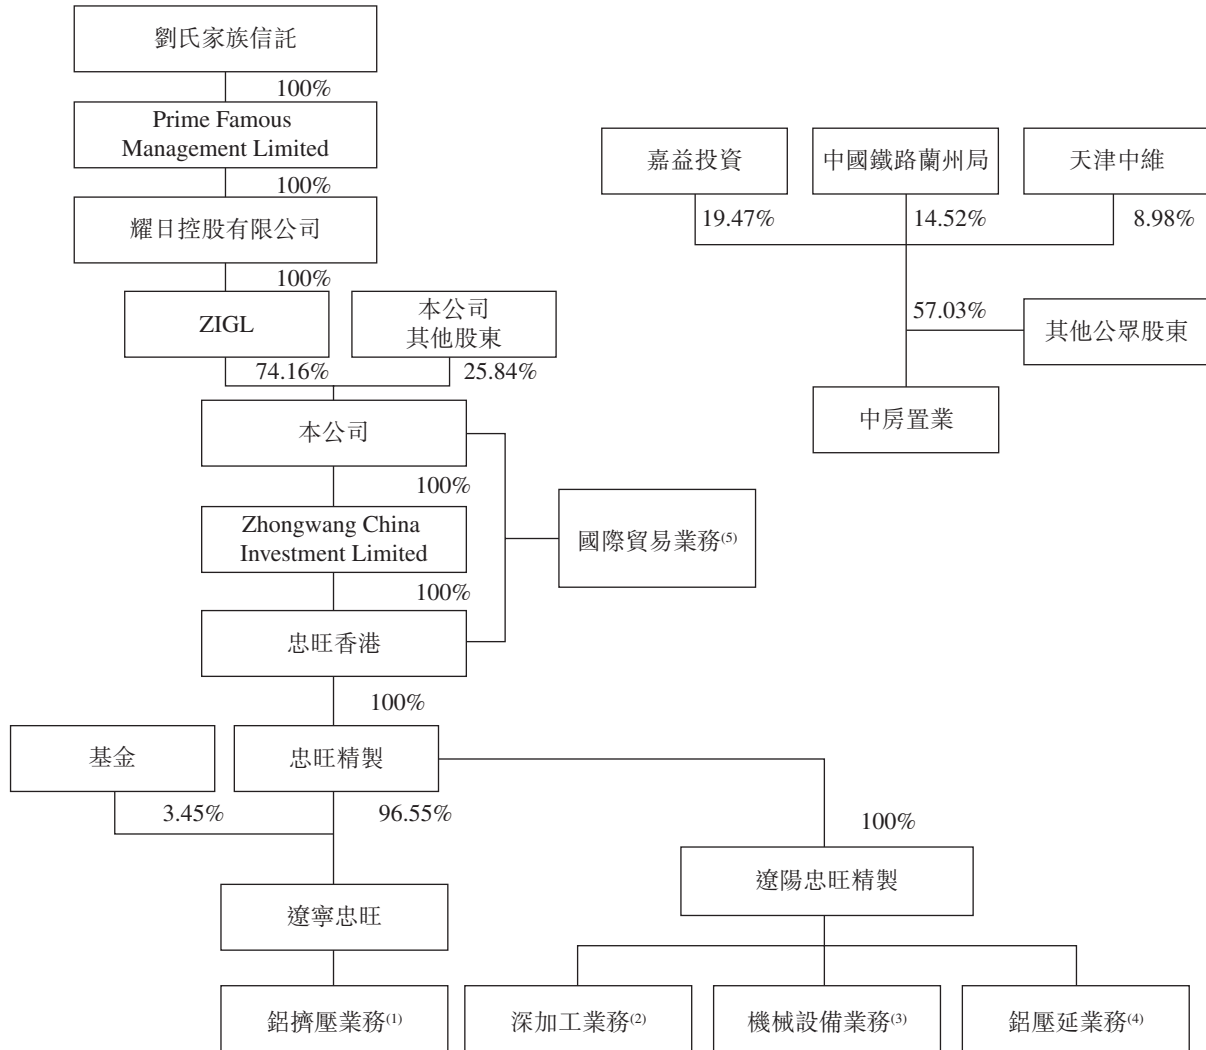 劉氏家族信託
100%
Prime Famous
Management Limited
100%
耀日控股有限公司
100%
ZIGL
本公司
其他股東
74.16%
25.84%
本公司
100%
Zhongwang China
Investment Limited
100%
忠旺香港
國際貿易業務(5)
100%
基金
忠旺精製
3.45%
96.55%
100%
遼寧忠旺
遼陽忠旺精製
鋁擠壓業務(1)
深加工業務(2)
機械設備業務(3)
鋁壓延業務(4)
嘉益投資
中國鐵路蘭州局
天津中維
19.47%
14.52%
8.98%
57.03%
其他公眾股東
中房置業